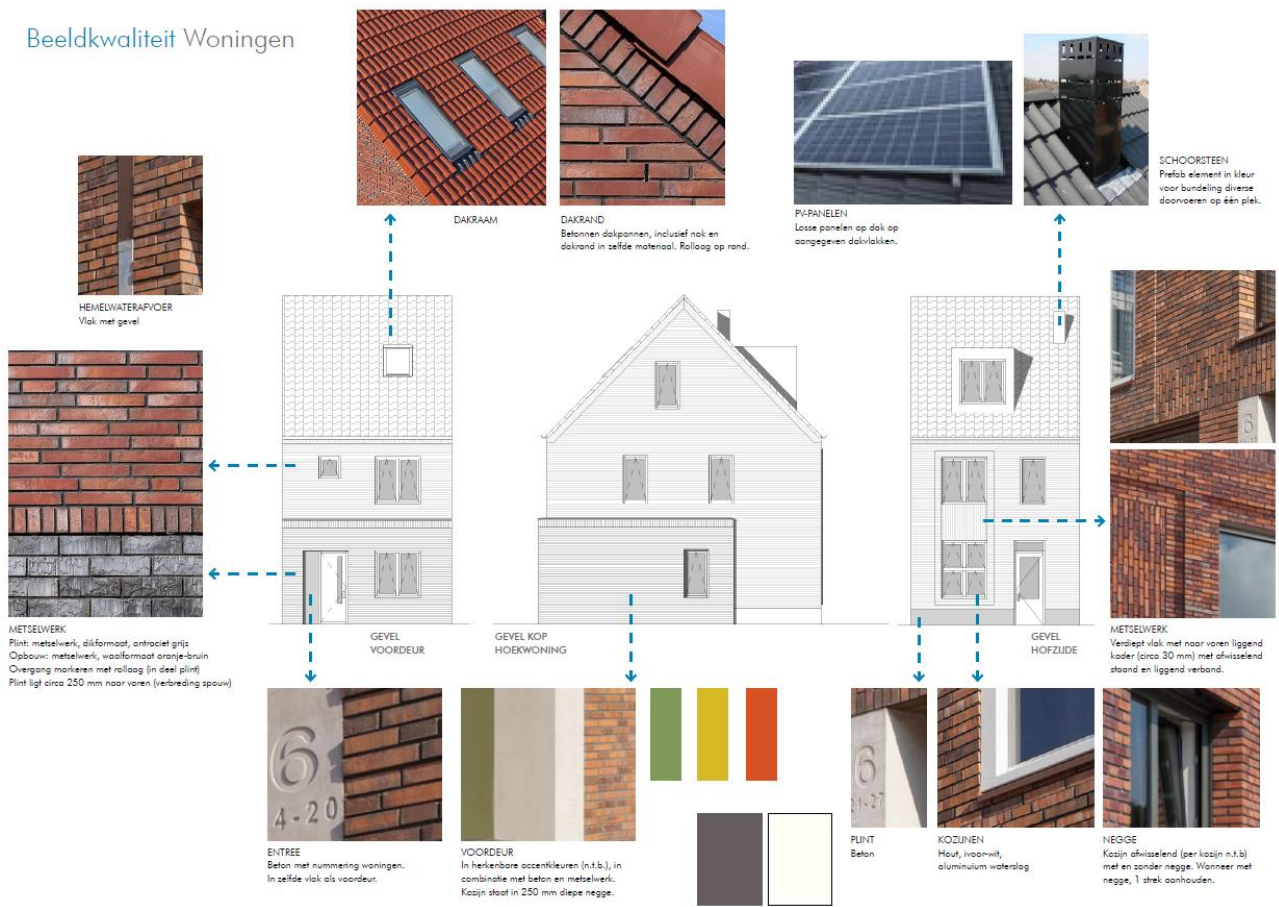 Beeldkwaliteit Woningen
DAKRAAM
DAKRAND
Betonnen dakpannen, inclusief nok en
dakrand in zelfde materiaal. Rollaag op rand.
PV-PANELEN
Losse panelen op dak op
aangegeven dakvlakken.
SCHOORSTEEN
Prefab element in kleur
voor bundeling diverse
doorvoeren op één plek.
HEMELWATERAFVOER
Vlak met gevel
METSELWERK
Plint: metselwerk, dikformaat, antraciet grijs
Opbouw: metselwerk, waalformaat oranje-bruin
Overgang markeren met rollaag (in deel plint)
Plint ligt circa 250 mm naar voren (verbreding spouw)
GEVEL
VOORDEUR
GEVEL KOP
HOEKWONING
GEVEL
HOFZIJDE
6
METSELWERK
Verdiept vlak met naar voren liggend
kader (circa 30 mm) met afwisselend
staand en liggend verband.
6
4-20
ENTREE
Beton met nummering woningen.
In zelfde vlak als voordeur.
VOORDEUR
In herkenbare accentkleuren (n.t.b.), in
combinatie met beton en metselwerk.
Kozijn staat in 250 mm diepe negge.
6
21-27
PLINT
Beton
KOZIJNEN
Hout, ivoor-wit,
aluminuium waterslag
NEGGE
Kozijn afwisselend (per kozijn n.t.b)
met en zonder negge. Wanneer met
negge, 1 strek aanhouden.